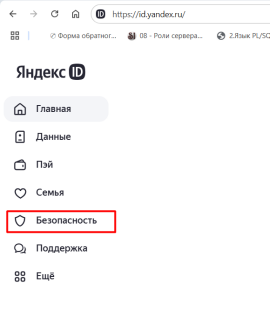 ID https://id.yandex.ru/
Форма обратног... 08 - Роли сервера... 2.Язык PL/SQ
Яндекс ID
Главная
Данные
Пэй
Семья
Безопасность
Поддержка
Ещё